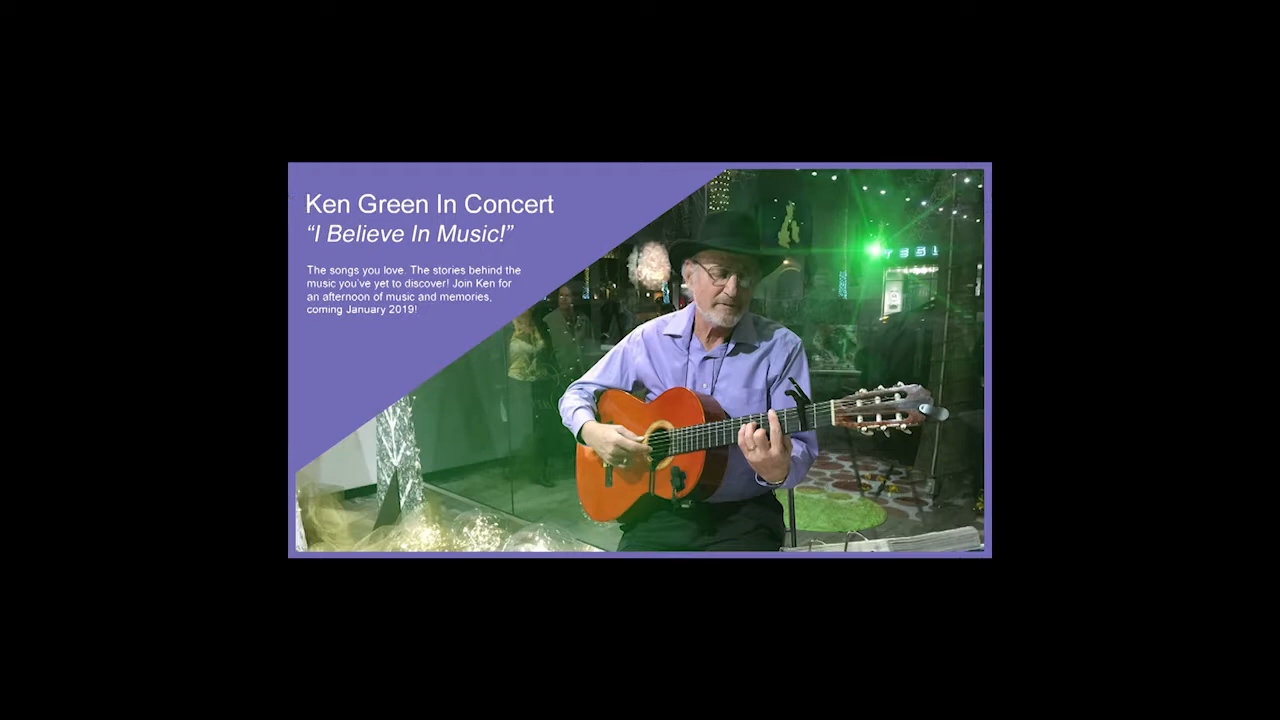 Ken Green In Concert
“I Believe In Music!”
The songs you love. The stories behind the
music you've yet to discover! Join Ken for
an afternoon of music and memories,
coming January 2019!